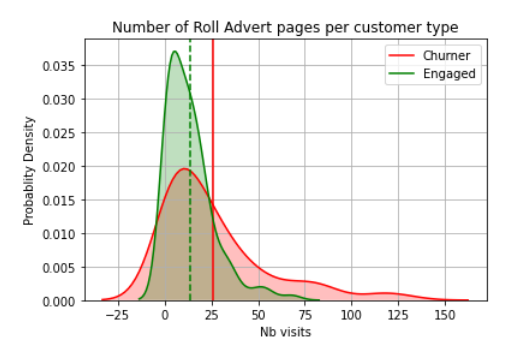 Number of Roll Advert pages per customer type
Churner
Engaged
Probablity Density
0.035
0.030
0.025
0.020
0.015
0.010
0.005
0.000
−25 0 25 50 75 100 125 150
Nb visits